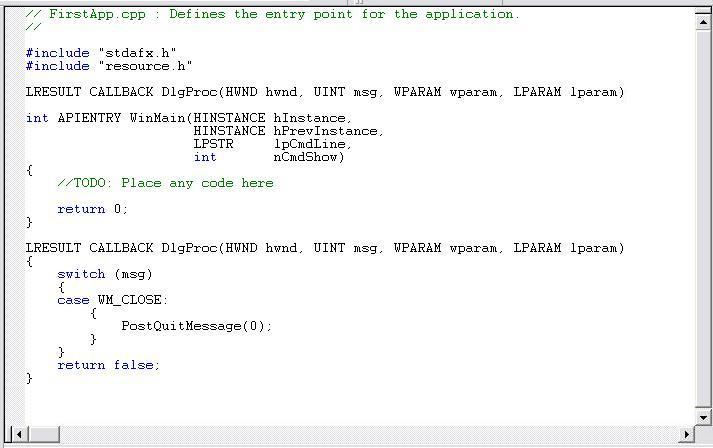 // FirstApp.cpp : Defines the entry point for the application.
//
#include "stdafx.h"
#include "resource.h"
LRESULT CALLBACK DlgProc(HWND hwnd, UINT msg, WPARAM wparam, LPARAM lparam)
int APIENTRY WinMain(HINSTANCE hInstance,
HINSTANCE hPrevInstance,
LPSTR lpCmdLine,
int nCmdShow)
{
//TODO: Place any code here
return 0;
}
LRESULT CALLBACK DlgProc(HWND hwnd, UINT msg, WPARAM wparam, LPARAM lparam)
{
switch (msg)
{
case WM_CLOSE:
{
PostQuitMessage(0);
}
}
return false;
}